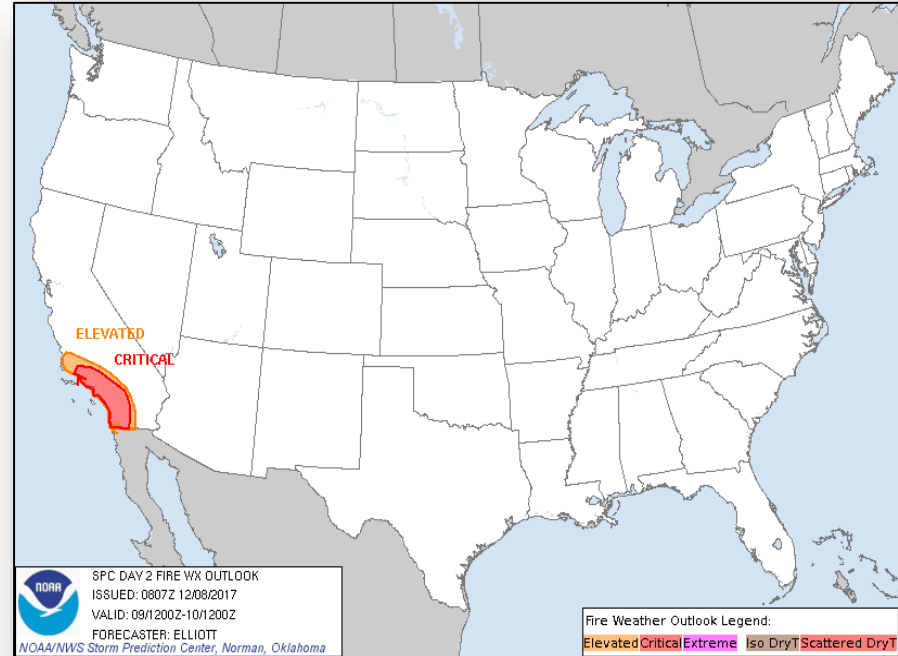 ELEVATED
CRITICAL
NOAA
SPC DAY 2 FIRE WX OUTLOOK
ISSUED: 0807Z 12/08/2017
VALID: 09/1200Z-10/1200Z
FORECASTER: ELLIOTT
NOAA/NWS Storm Prediction Center, Norman, Oklahoma
Fire Weather Outlook Legend:
Elevated Critical Extreme Iso DryT Scattered DryT